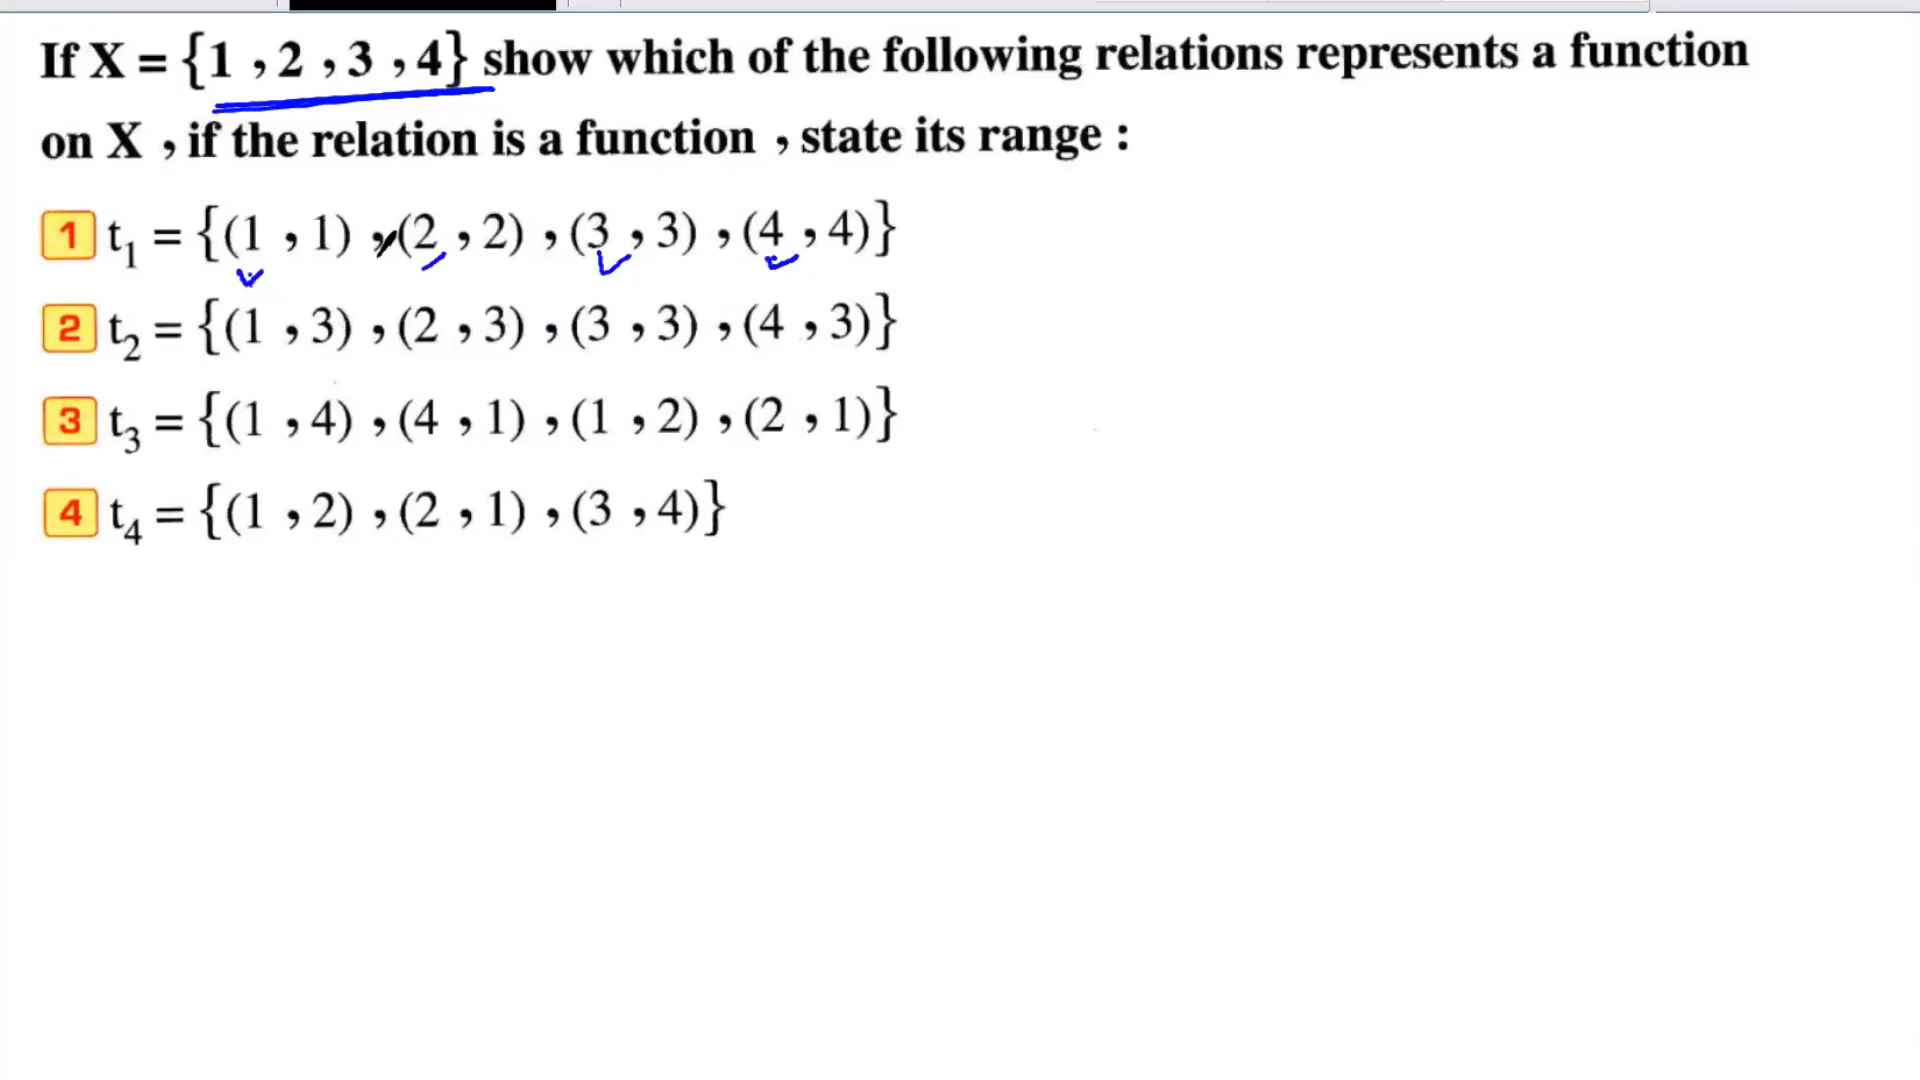 If X = {1 , 2 , 3 , 4} show which of the following relations represents a function
on X , if the relation is a function , state its range :
1 t₁ = {(1 , 1) , (2 , 2) , (3 , 3) , (4 , 4)}
2 t₂ = {(1 , 3) , (2 , 3) , (3 , 3) , (4 , 3)}
3 t₃ = {(1 , 4) , (4 , 1) , (1 , 2) , (2 , 1)}
4 t₄ = {(1 , 2) , (2 , 1) , (3 , 4)}